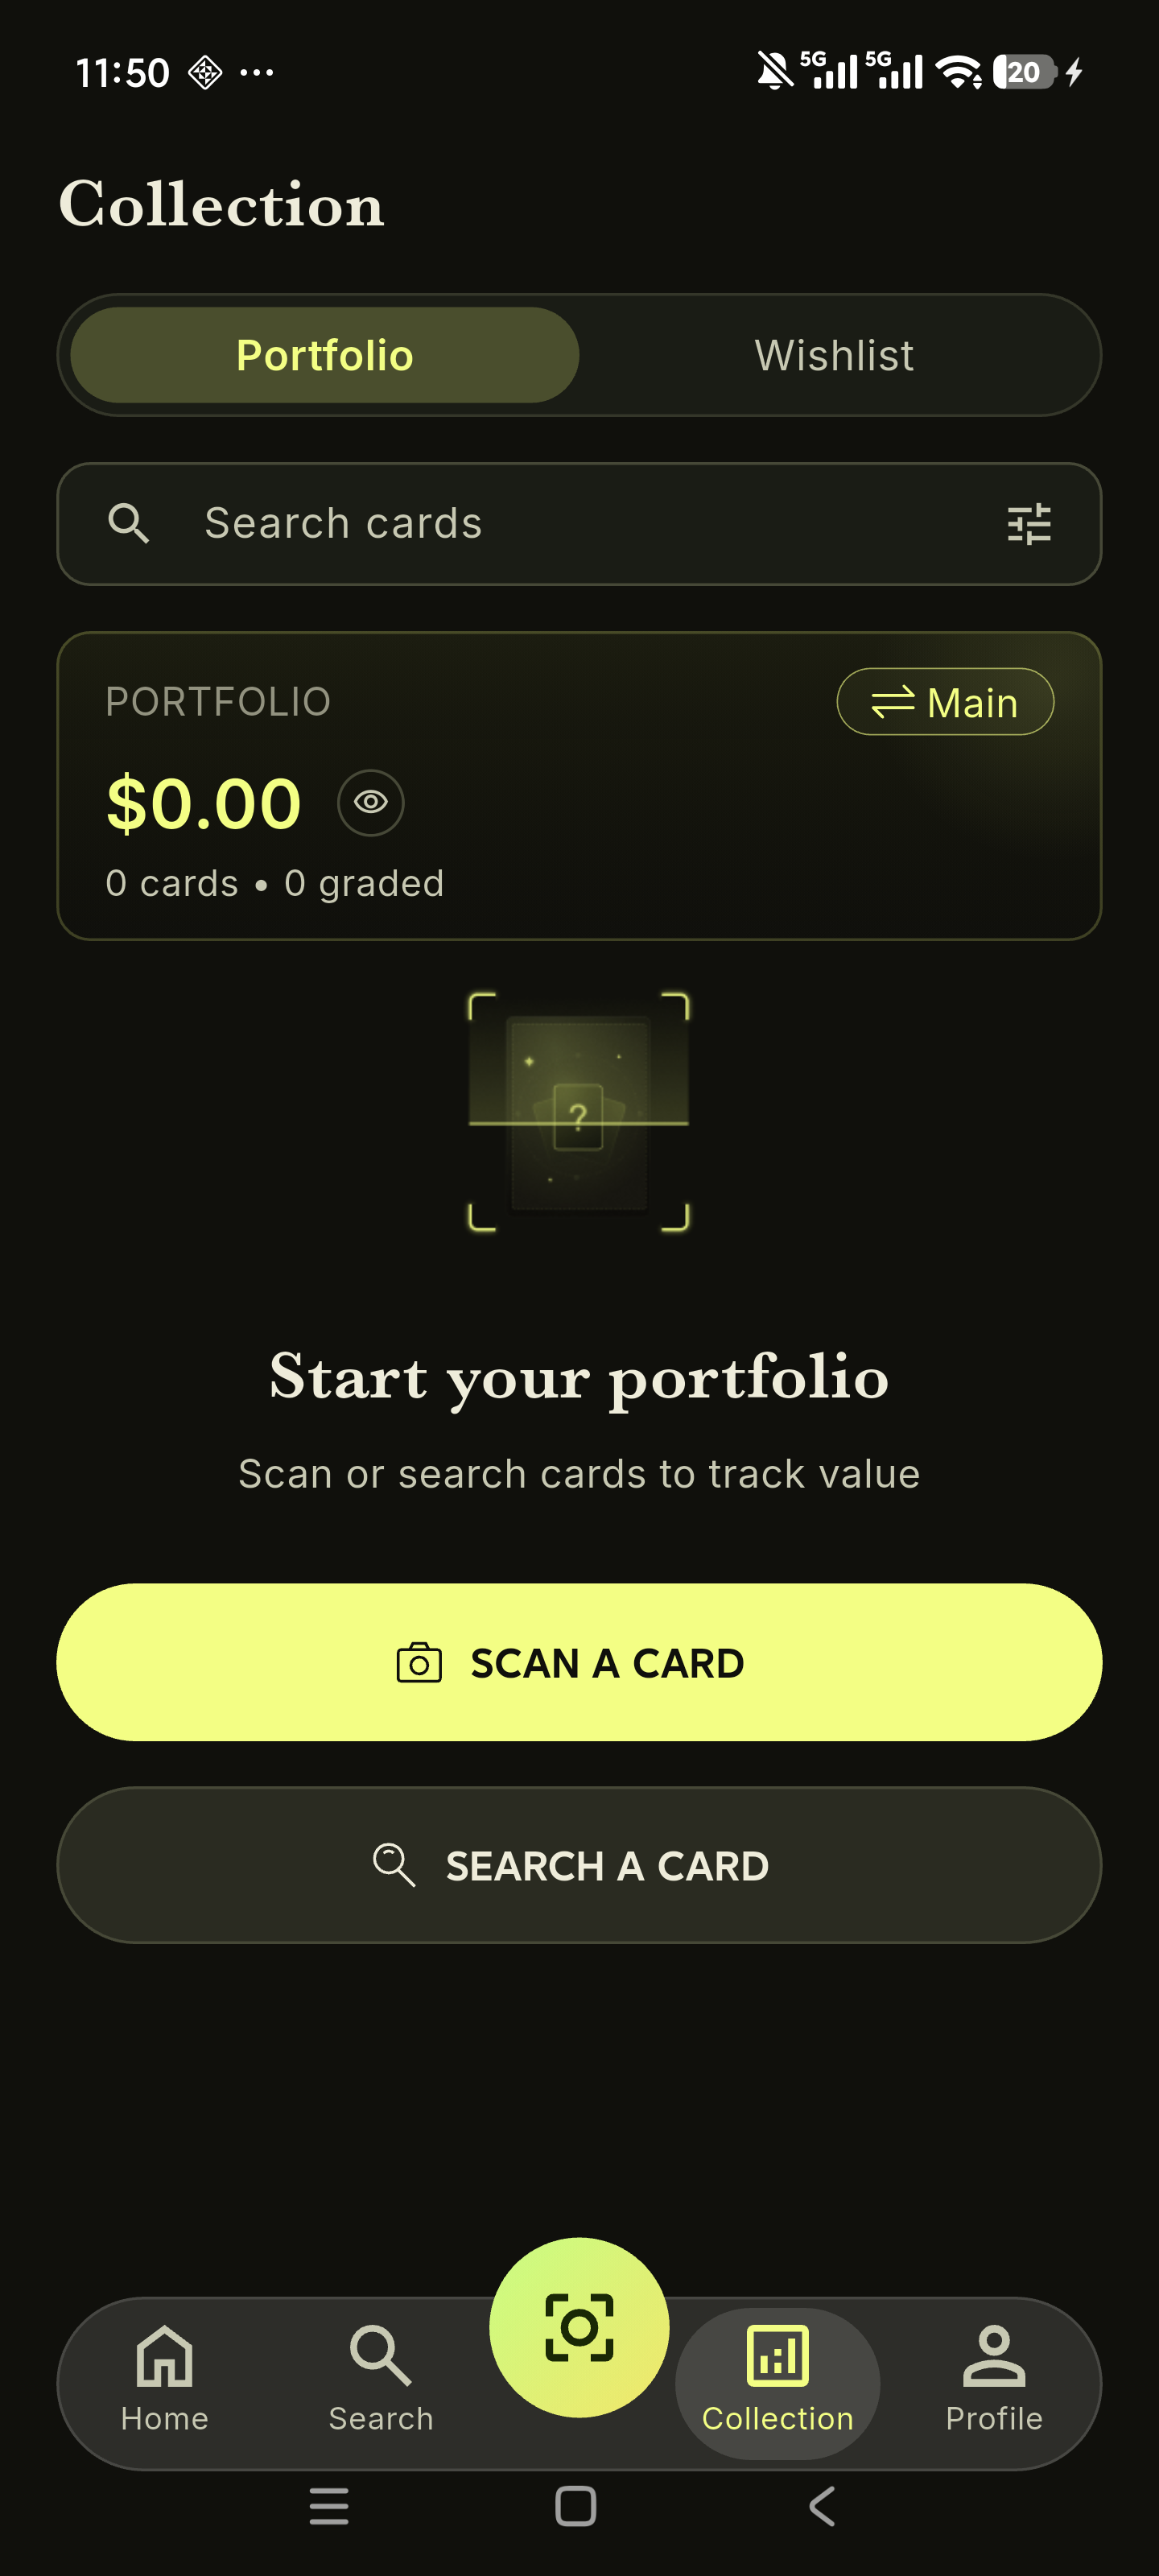 11:50
5G 5G 20
Collection
Portfolio Wishlist
Search cards
PORTFOLIO Main
$0.00
0 cards • 0 graded
?
Start your portfolio
Scan or search cards to track value
SCAN A CARD
SEARCH A CARD
Home Search Collection Profile